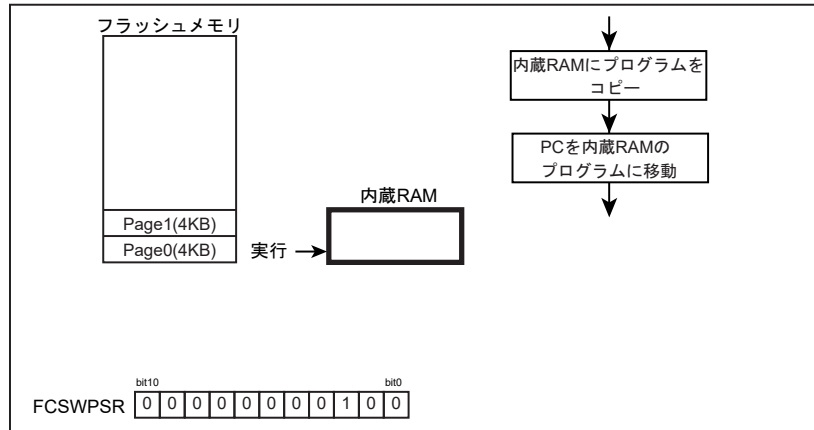 フラッシュメモリ
Page1(4KB)
Page0(4KB)
実行
内蔵RAM
内蔵RAMにプログラムを
コピー
PCを内蔵RAMの
プログラムに移動
bit10 bit0
FCSWPSR 0 0 0 0 0 0 0 0 1 0 0